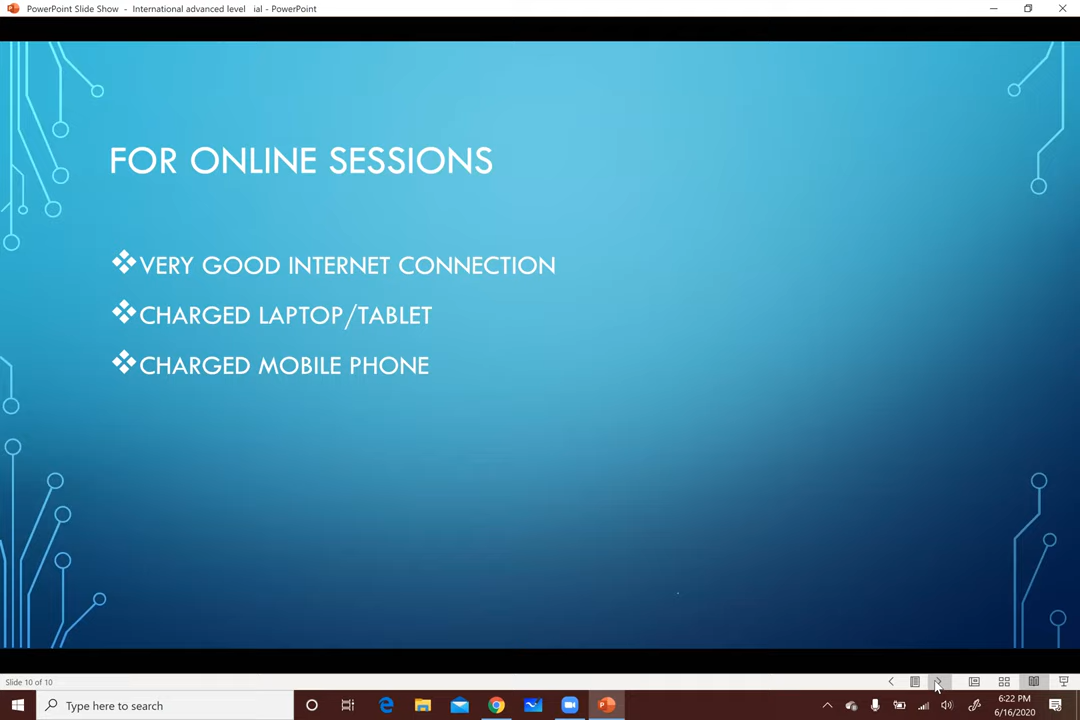 PowerPoint Slide Show - International advanced level ial - PowerPoint
FOR ONLINE SESSIONS
❖VERY GOOD INTERNET CONNECTION
❖CHARGED LAPTOP/TABLET
❖CHARGED MOBILE PHONE
Slide 10 of 10
Type here to search
6:22 PM
6/16/2020